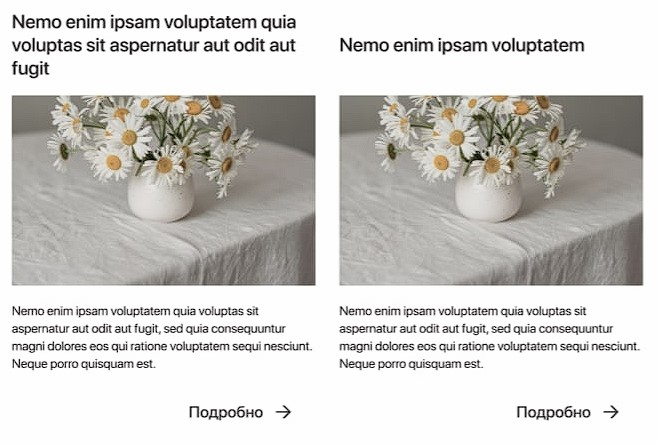 Nemo enim ipsam voluptatem quia
voluptas sit aspernatur aut odit aut
fugit
Nemo enim ipsam voluptatem quia voluptas sit
aspernatur aut odit aut fugit, sed quia consequuntur
magni dolores eos qui ratione voluptatem sequi nesciunt.
Neque porro quisquam est.
Подробно →
Nemo enim ipsam voluptatem
Nemo enim ipsam voluptatem quia voluptas sit
aspernatur aut odit aut fugit, sed quia consequuntur
magni dolores eos qui ratione voluptatem sequi nesciunt.
Neque porro quisquam est.
Подробно →